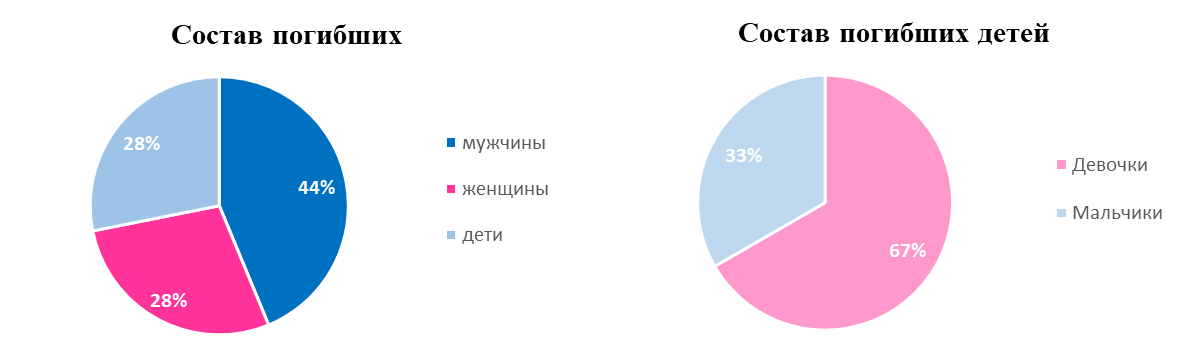 Состав погибших
28%
44%
28%
мужчины
женщины
дети
Состав погибших детей
33%
67%
Девочки
Мальчики